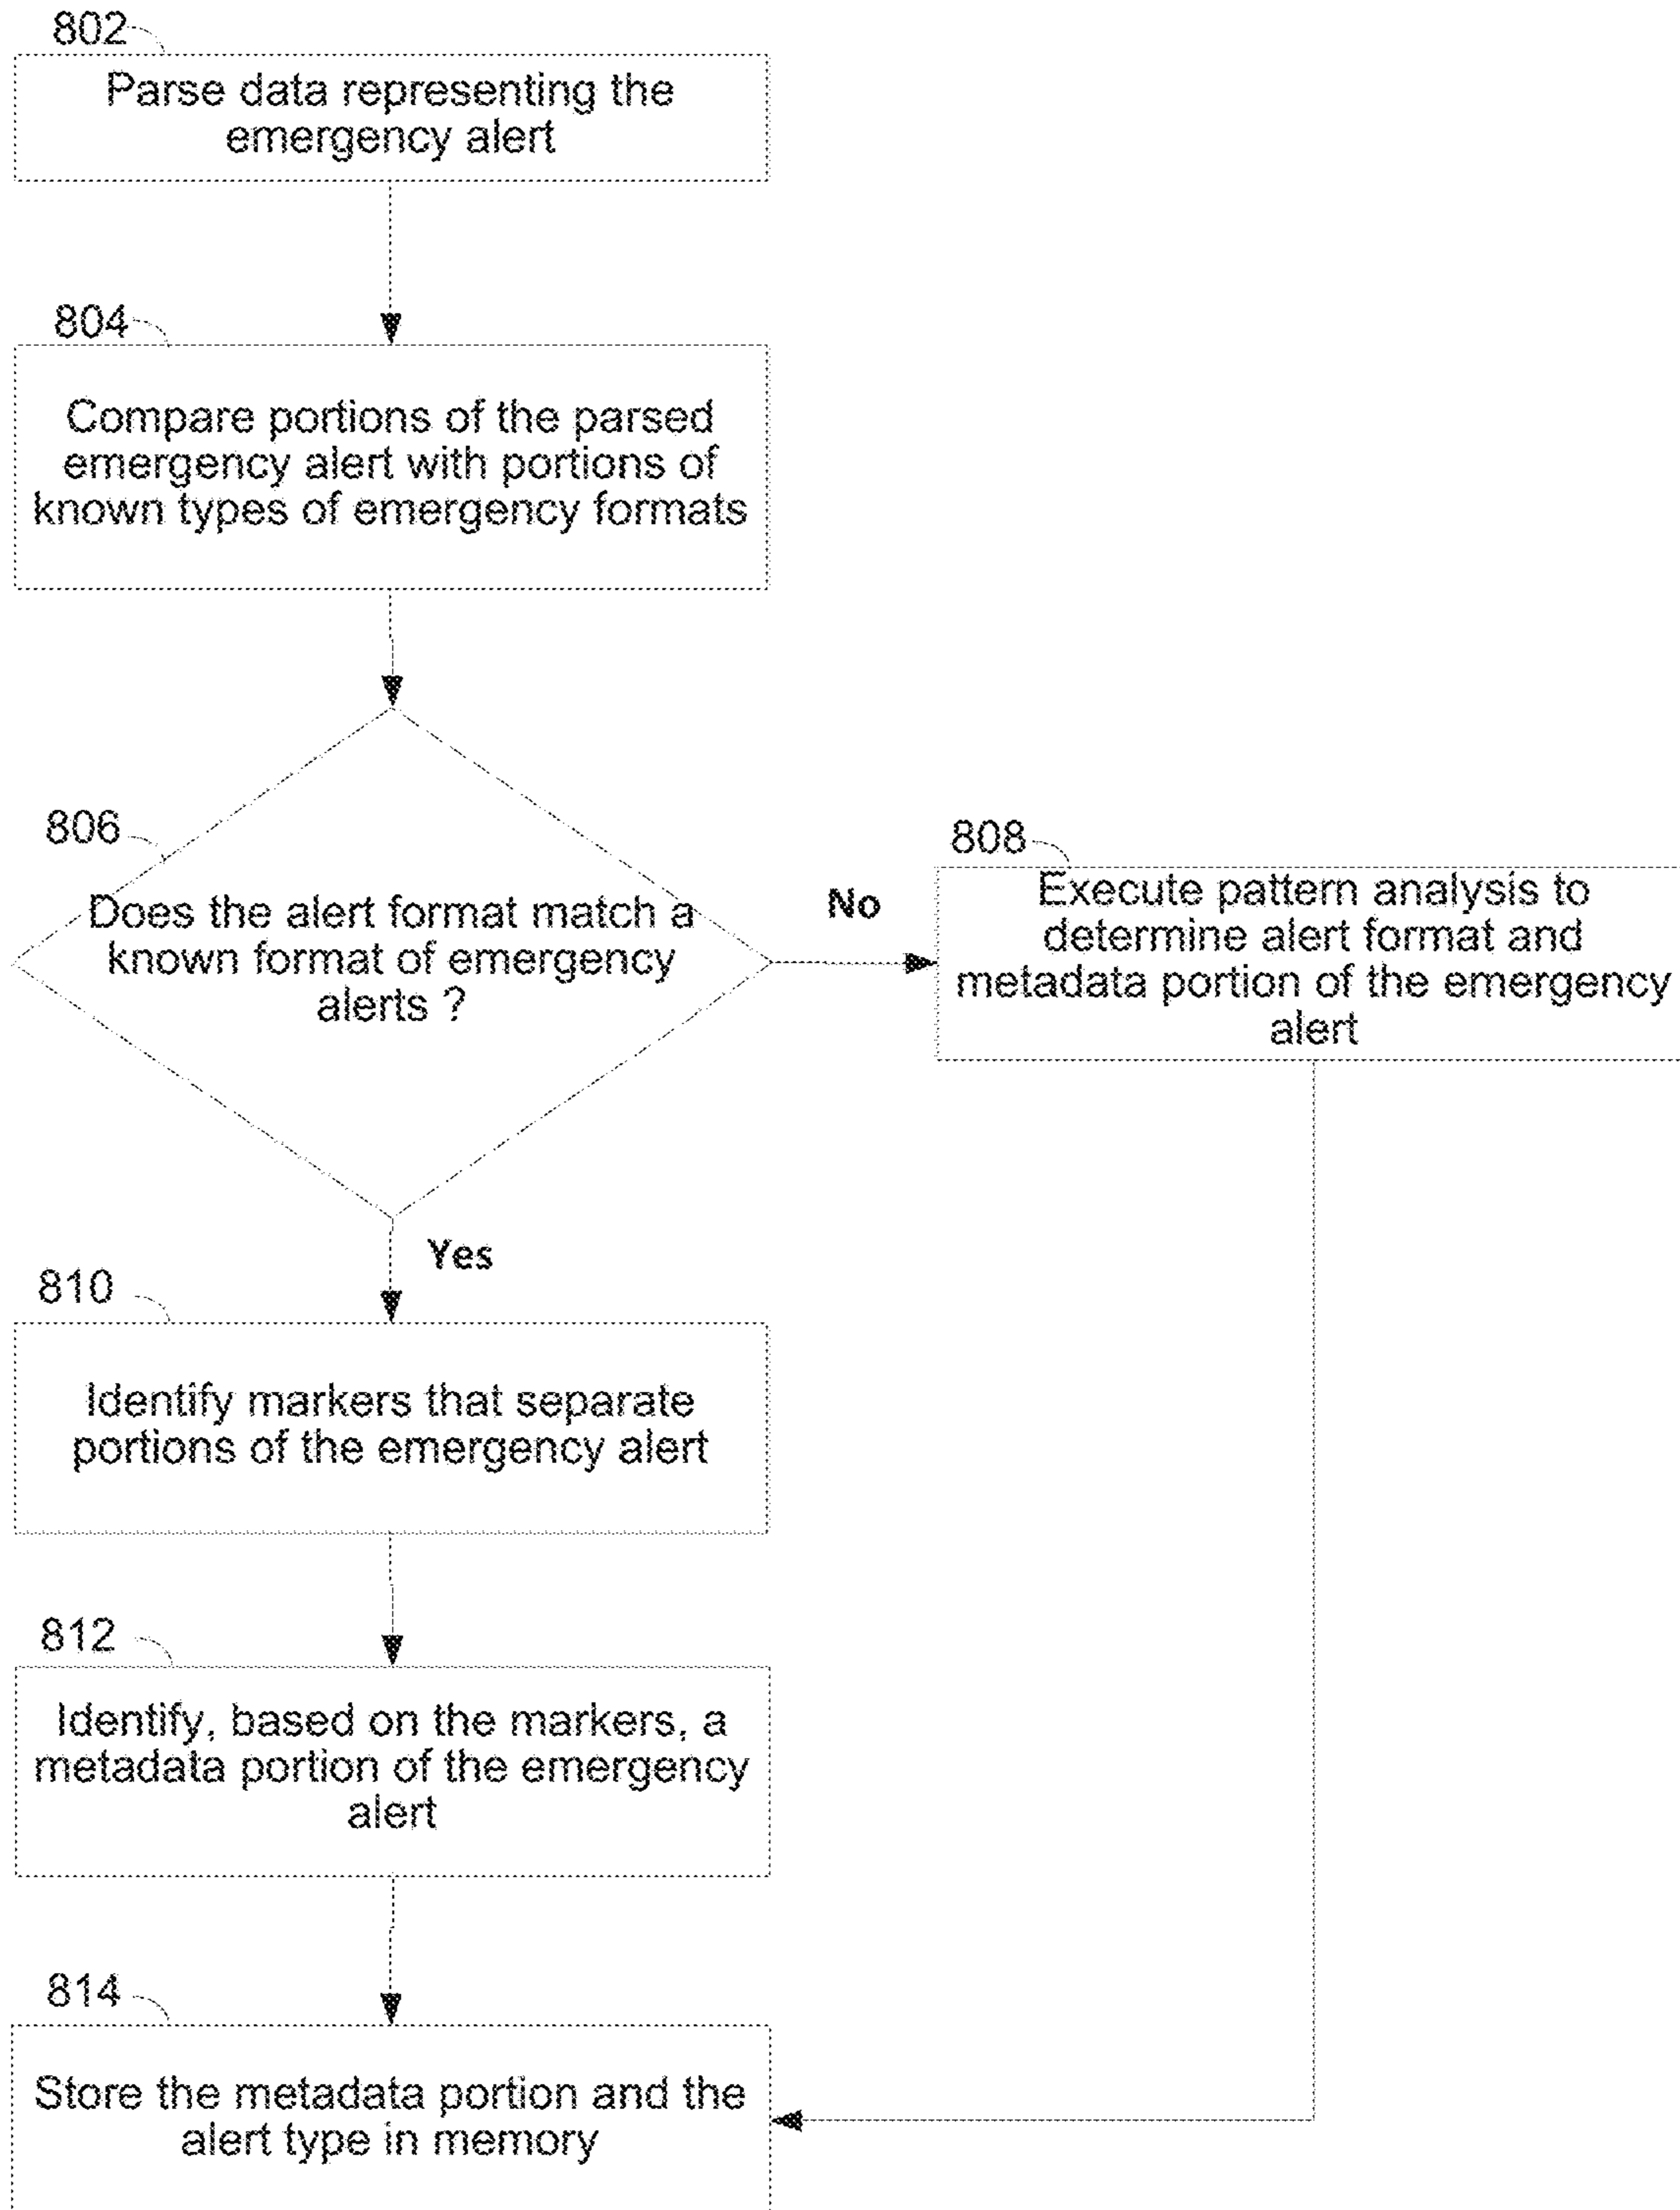 802
Parse data representing the
emergency alert
804
Compare portions of the parsed
emergency alert with portions of
known types of emergency formats
806
Does the alert format match a
known format of emergency
alerts ?
No
808
Execute pattern analysis to
determine alert format and
metadata portion of the emergency
alert
Yes
810
Identify markers that separate
portions of the emergency alert
812
Identify, based on the markers, a
metadata portion of the emergency
alert
814
Store the metadata portion and the
alert type in memory